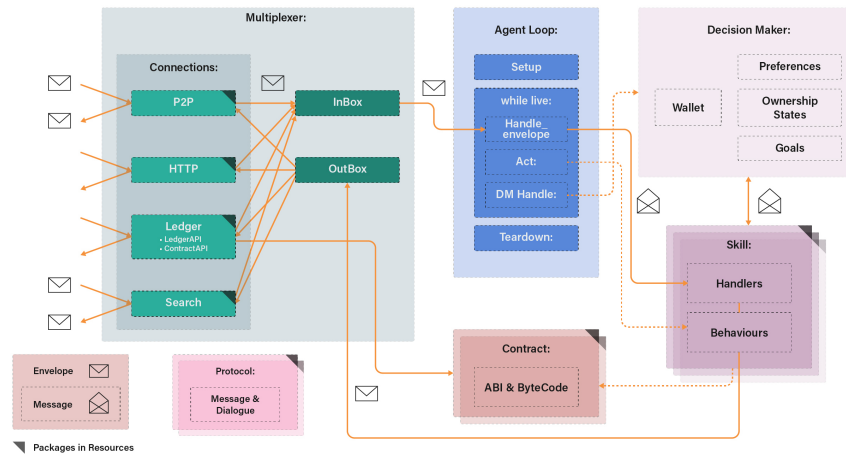 Multiplexer:
Connections:
P2P
HTTP
Ledger
• LedgerAPI
• ContractAPI
Search
InBox
OutBox
Agent Loop:
Setup
while live:
Handle_
envelope
Act:
DM Handle:
Teardown:
Decision Maker:
Wallet
Preferences
Ownership
States
Goals
Skill:
Handlers
Behaviours
Contract:
ABI & ByteCode
Envelope
Message
Protocol:
Message &
Dialogue
Packages in Resources